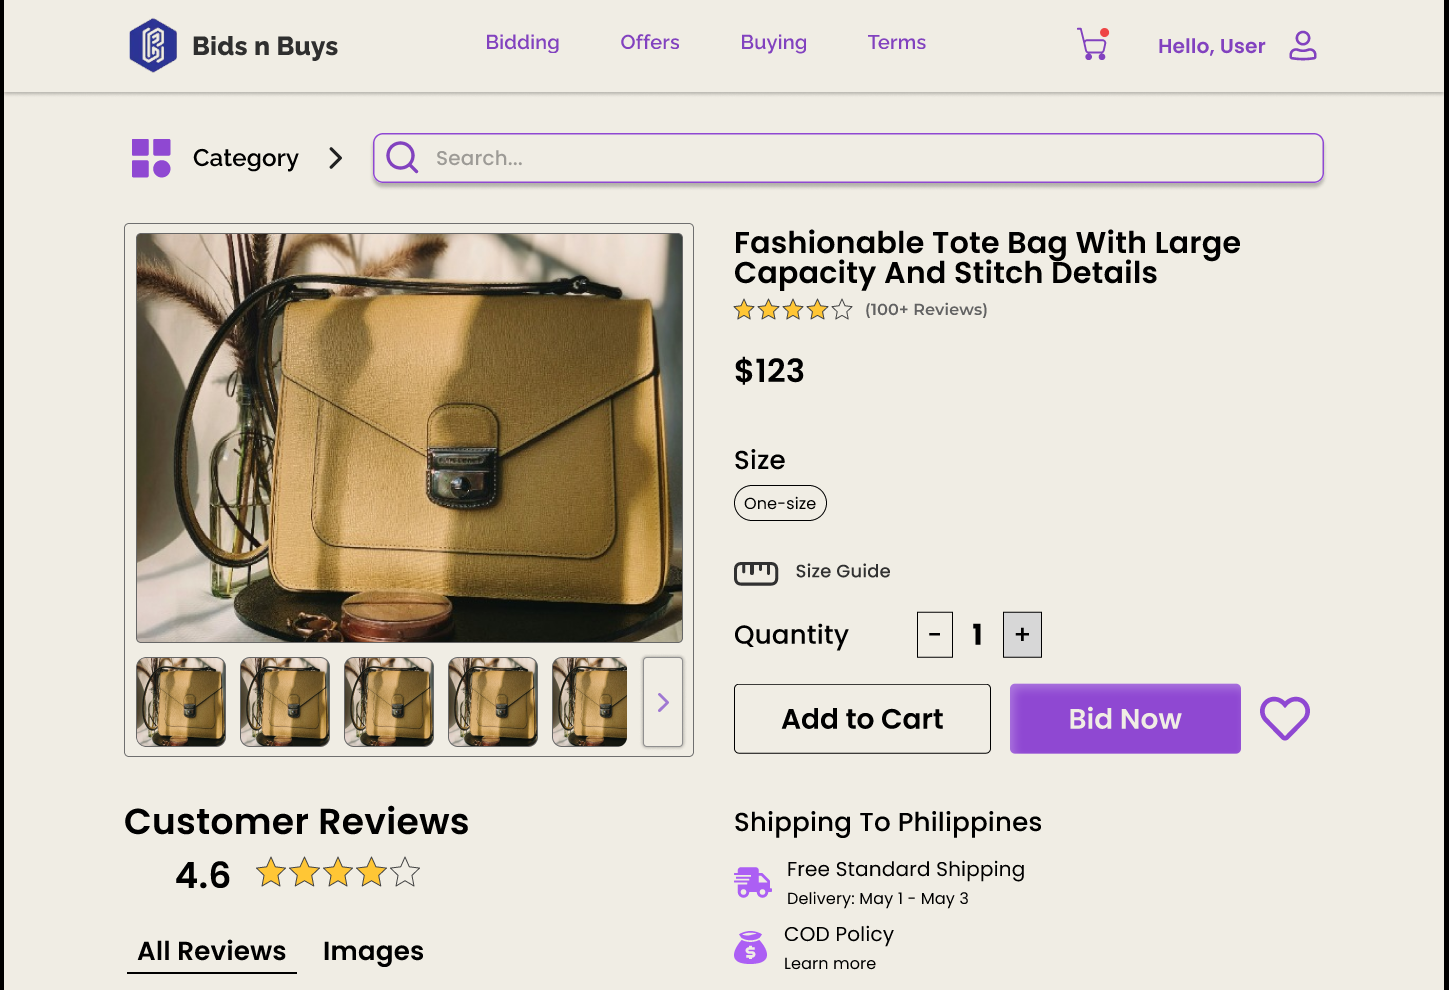 Bids n Buys
Bidding
Offers
Buying
Terms
Hello, User
Category
Search...
Fashionable Tote Bag With Large
Capacity And Stitch Details
(100+ Reviews)
$123
Size
One-size
Size Guide
Quantity
- 1 +
Add to Cart
Bid Now
Customer Reviews
4.6
All Reviews
Images
Shipping To Philippines
Free Standard Shipping
Delivery: May 1 - May 3
$
COD Policy
Learn more